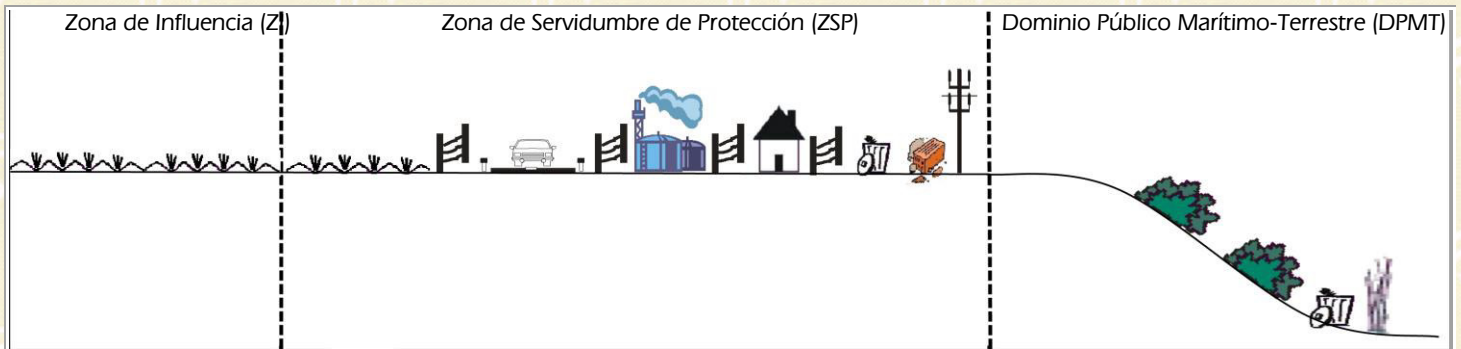 Zona de Influencia (ZI)
Zona de Servidumbre de Protección (ZSP)
Dominio Público Marítimo-Terrestre (DPMT)